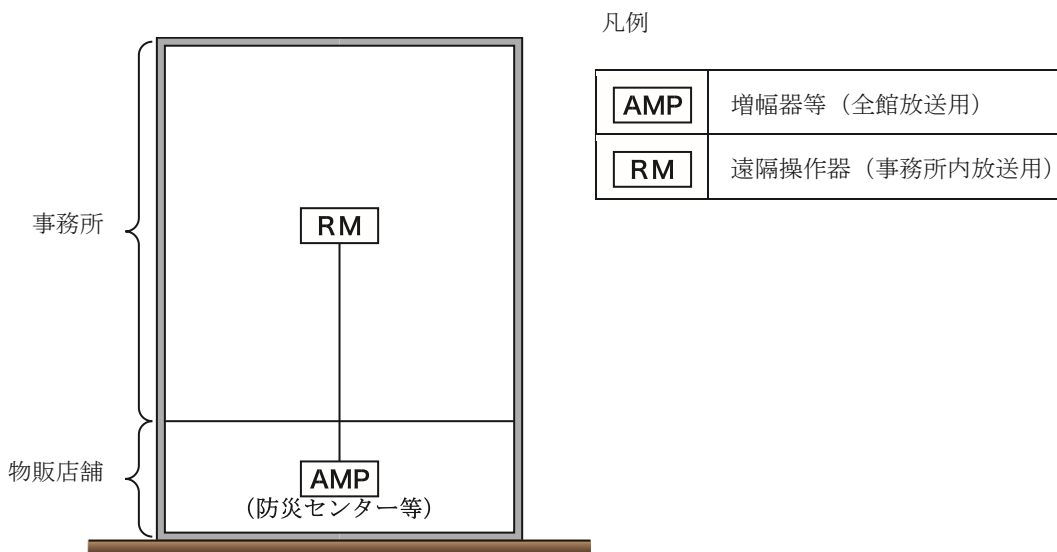 凡例
AMP 増幅器等（全館放送用）
RM 遠隔操作器（事務所内放送用）
事務所
RM
物販店舗
AMP
（防災センター等）